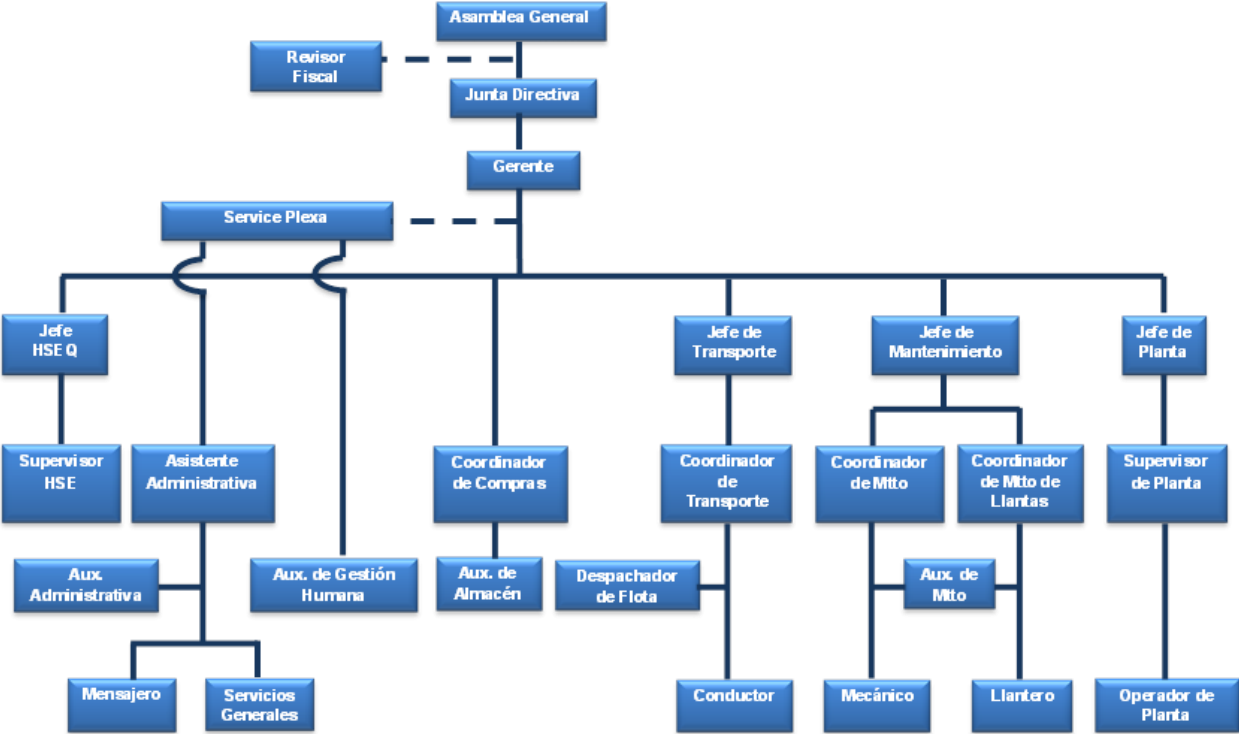 Asamblea General
Revisor
Fiscal
Junta Directiva
Gerente
Service Plexa
Jefe
HSE Q
Jefe de
Transporte
Jefe de
Mantenimiento
Jefe de
Planta
Supervisor
HSE
Asistente
Administrativa
Coordinador
de Compras
Coordinador
de
Transporte
Coordinador
de Mtto
Coordinador
de Mtto de
Llantas
Supervisor
de Planta
Aux.
Administrativa
Aux. de Gestión
Humana
Aux. de
Almacén
Despachador
de Flota
Aux. de
Mtto
Mensajero
Servicios
Generales
Conductor
Mecánico
Llantero
Operador de
Planta